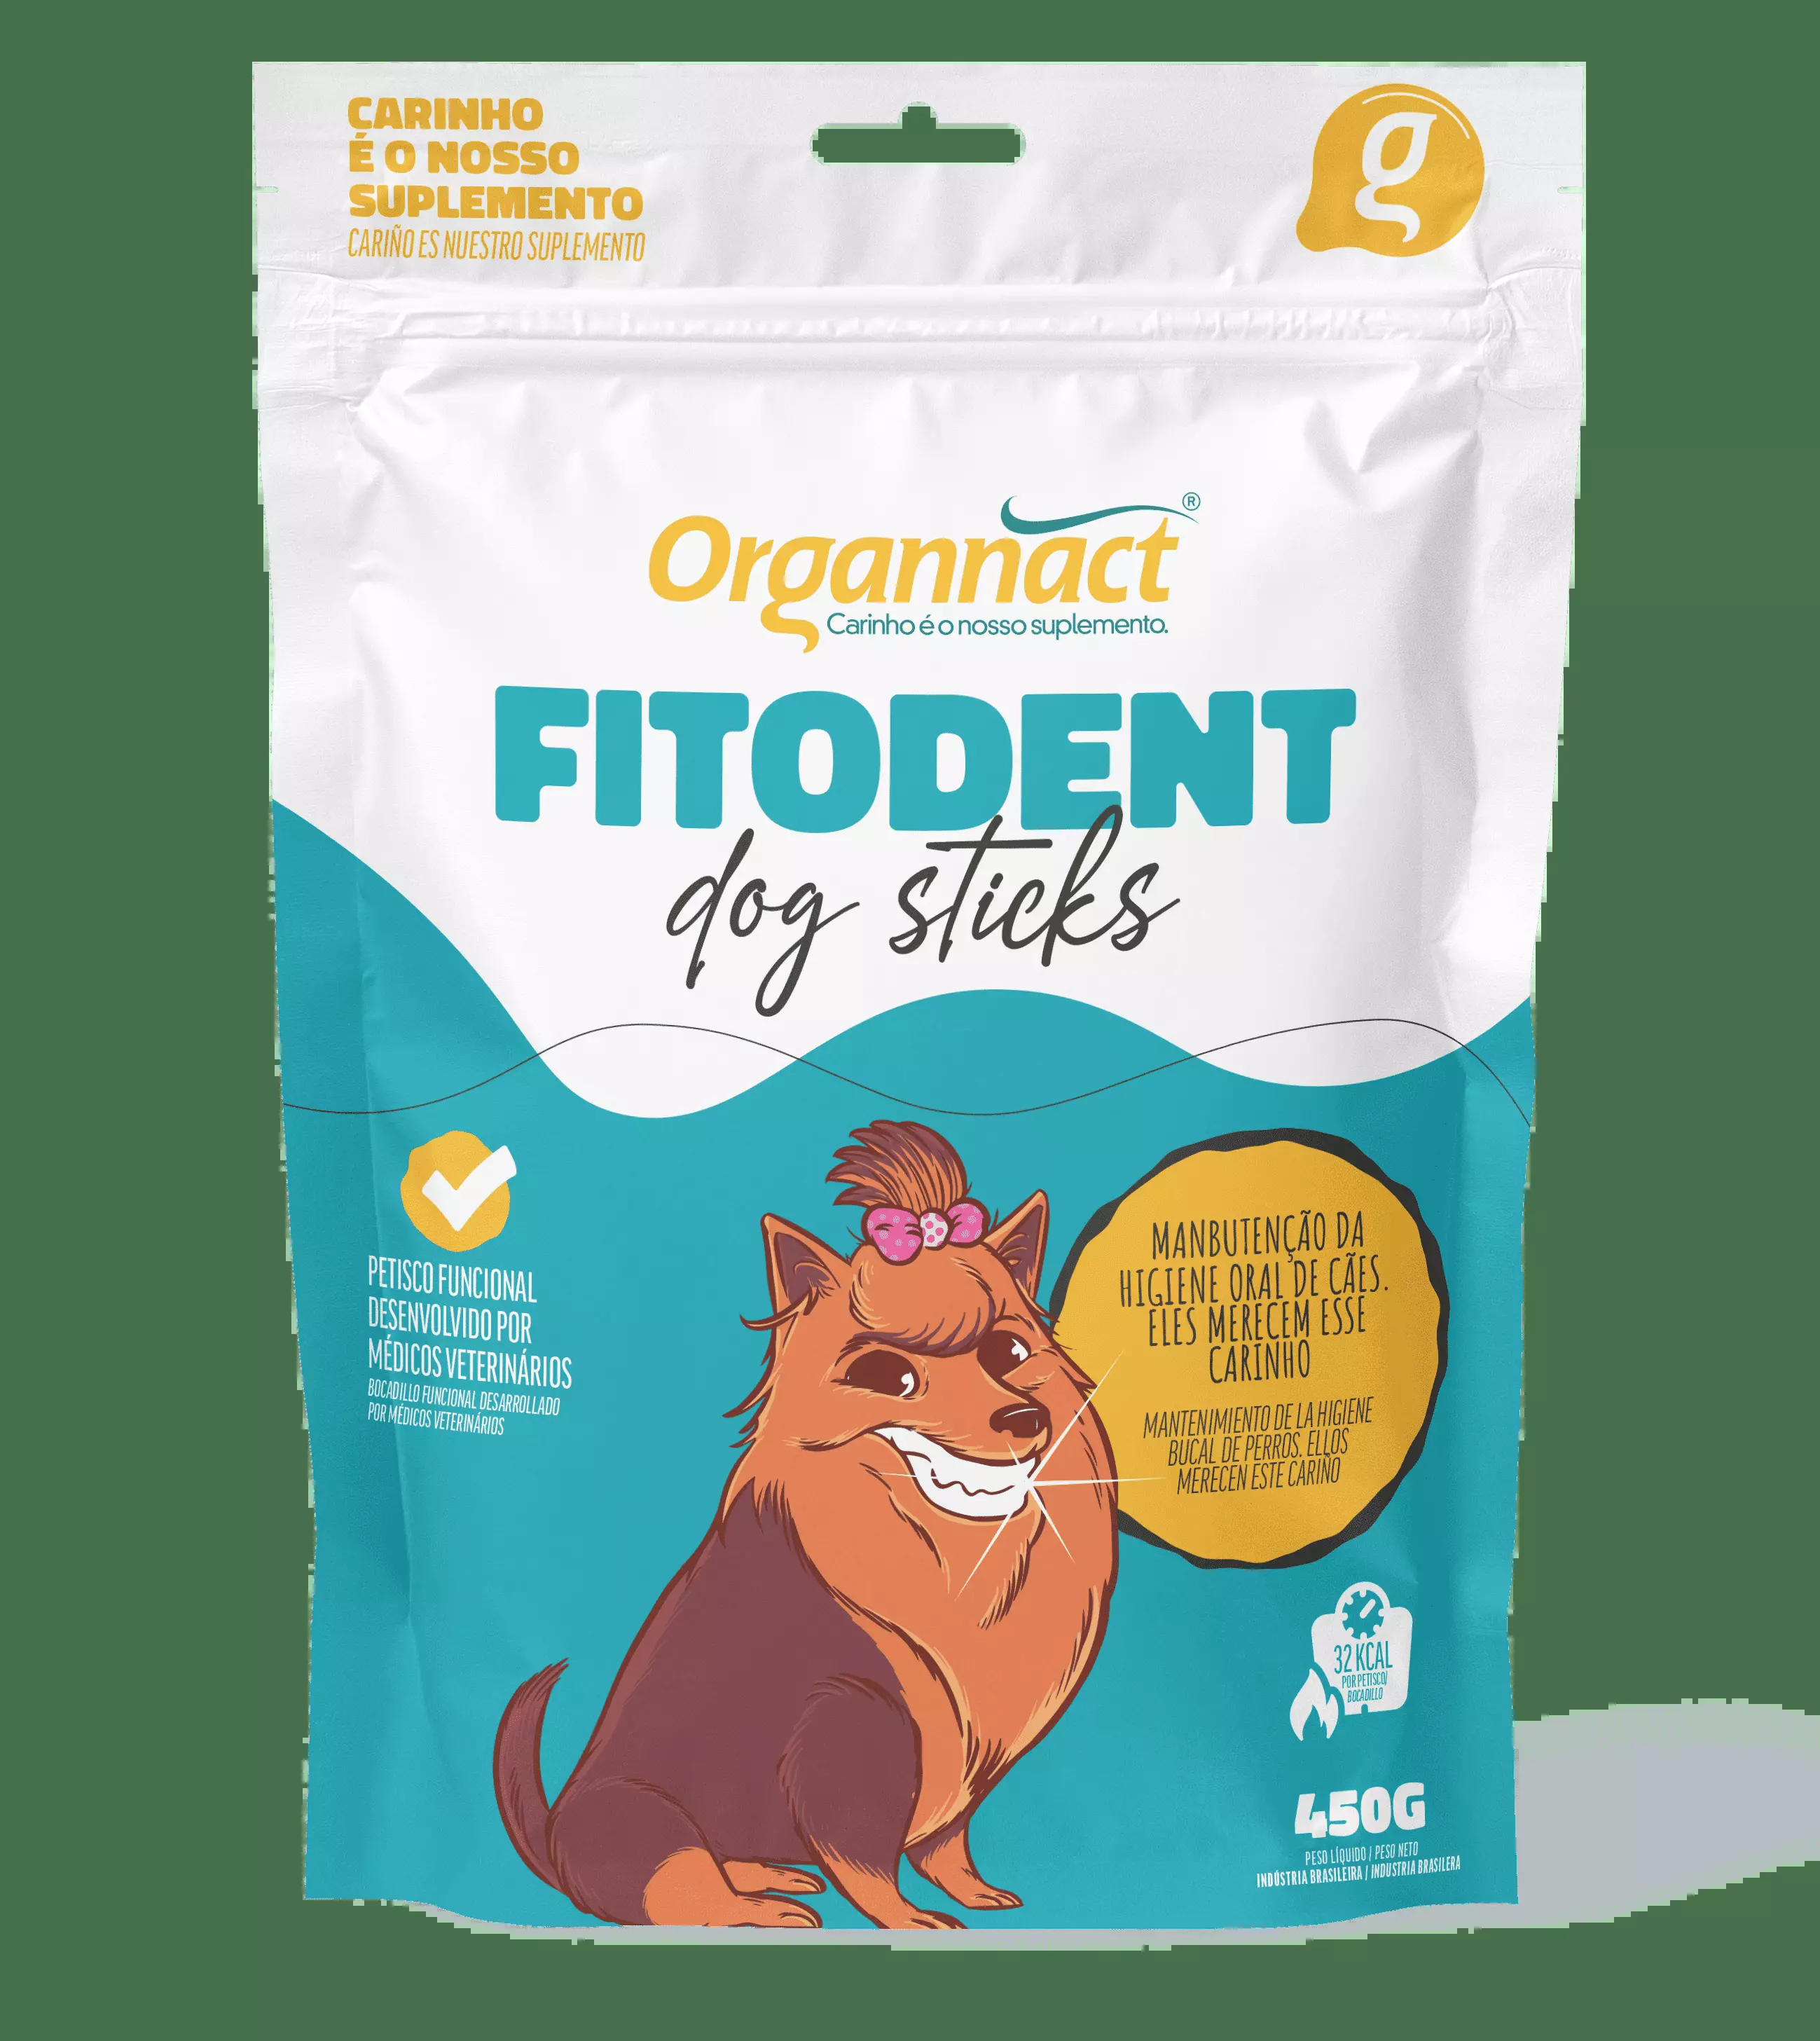 CARINHO
É O NOSSO
SUPLEMENTO
CARIÑO ES NUESTRO SUPLEMENTO
g
Organnact®
Carinho é o nosso suplemento.
FITODENT
dog sticks
PETISCO FUNCIONAL
DESENVOLVIDO POR
MÉDICOS VETERINÁRIOS
BOCADILLO FUNCIONAL DESARROLLADO
POR MÉDICOS VETERINÁRIOS
MANBUTENÇÃO DA
HIGIENE ORAL DE CÃES.
ELES MERECEM ESSE
CARINHO
MANTENIMIENTO DE LA HIGIENE
BUCAL DE PERROS. ELLOS
MERECEN ESTE CARIÑO
32 KCAL
POR PETISCO/
BOCADILLO
450G
PESO LÍQUIDO / PESO NETO
INDÚSTRIA BRASILEIRA / INDUSTRIA BRASILERA